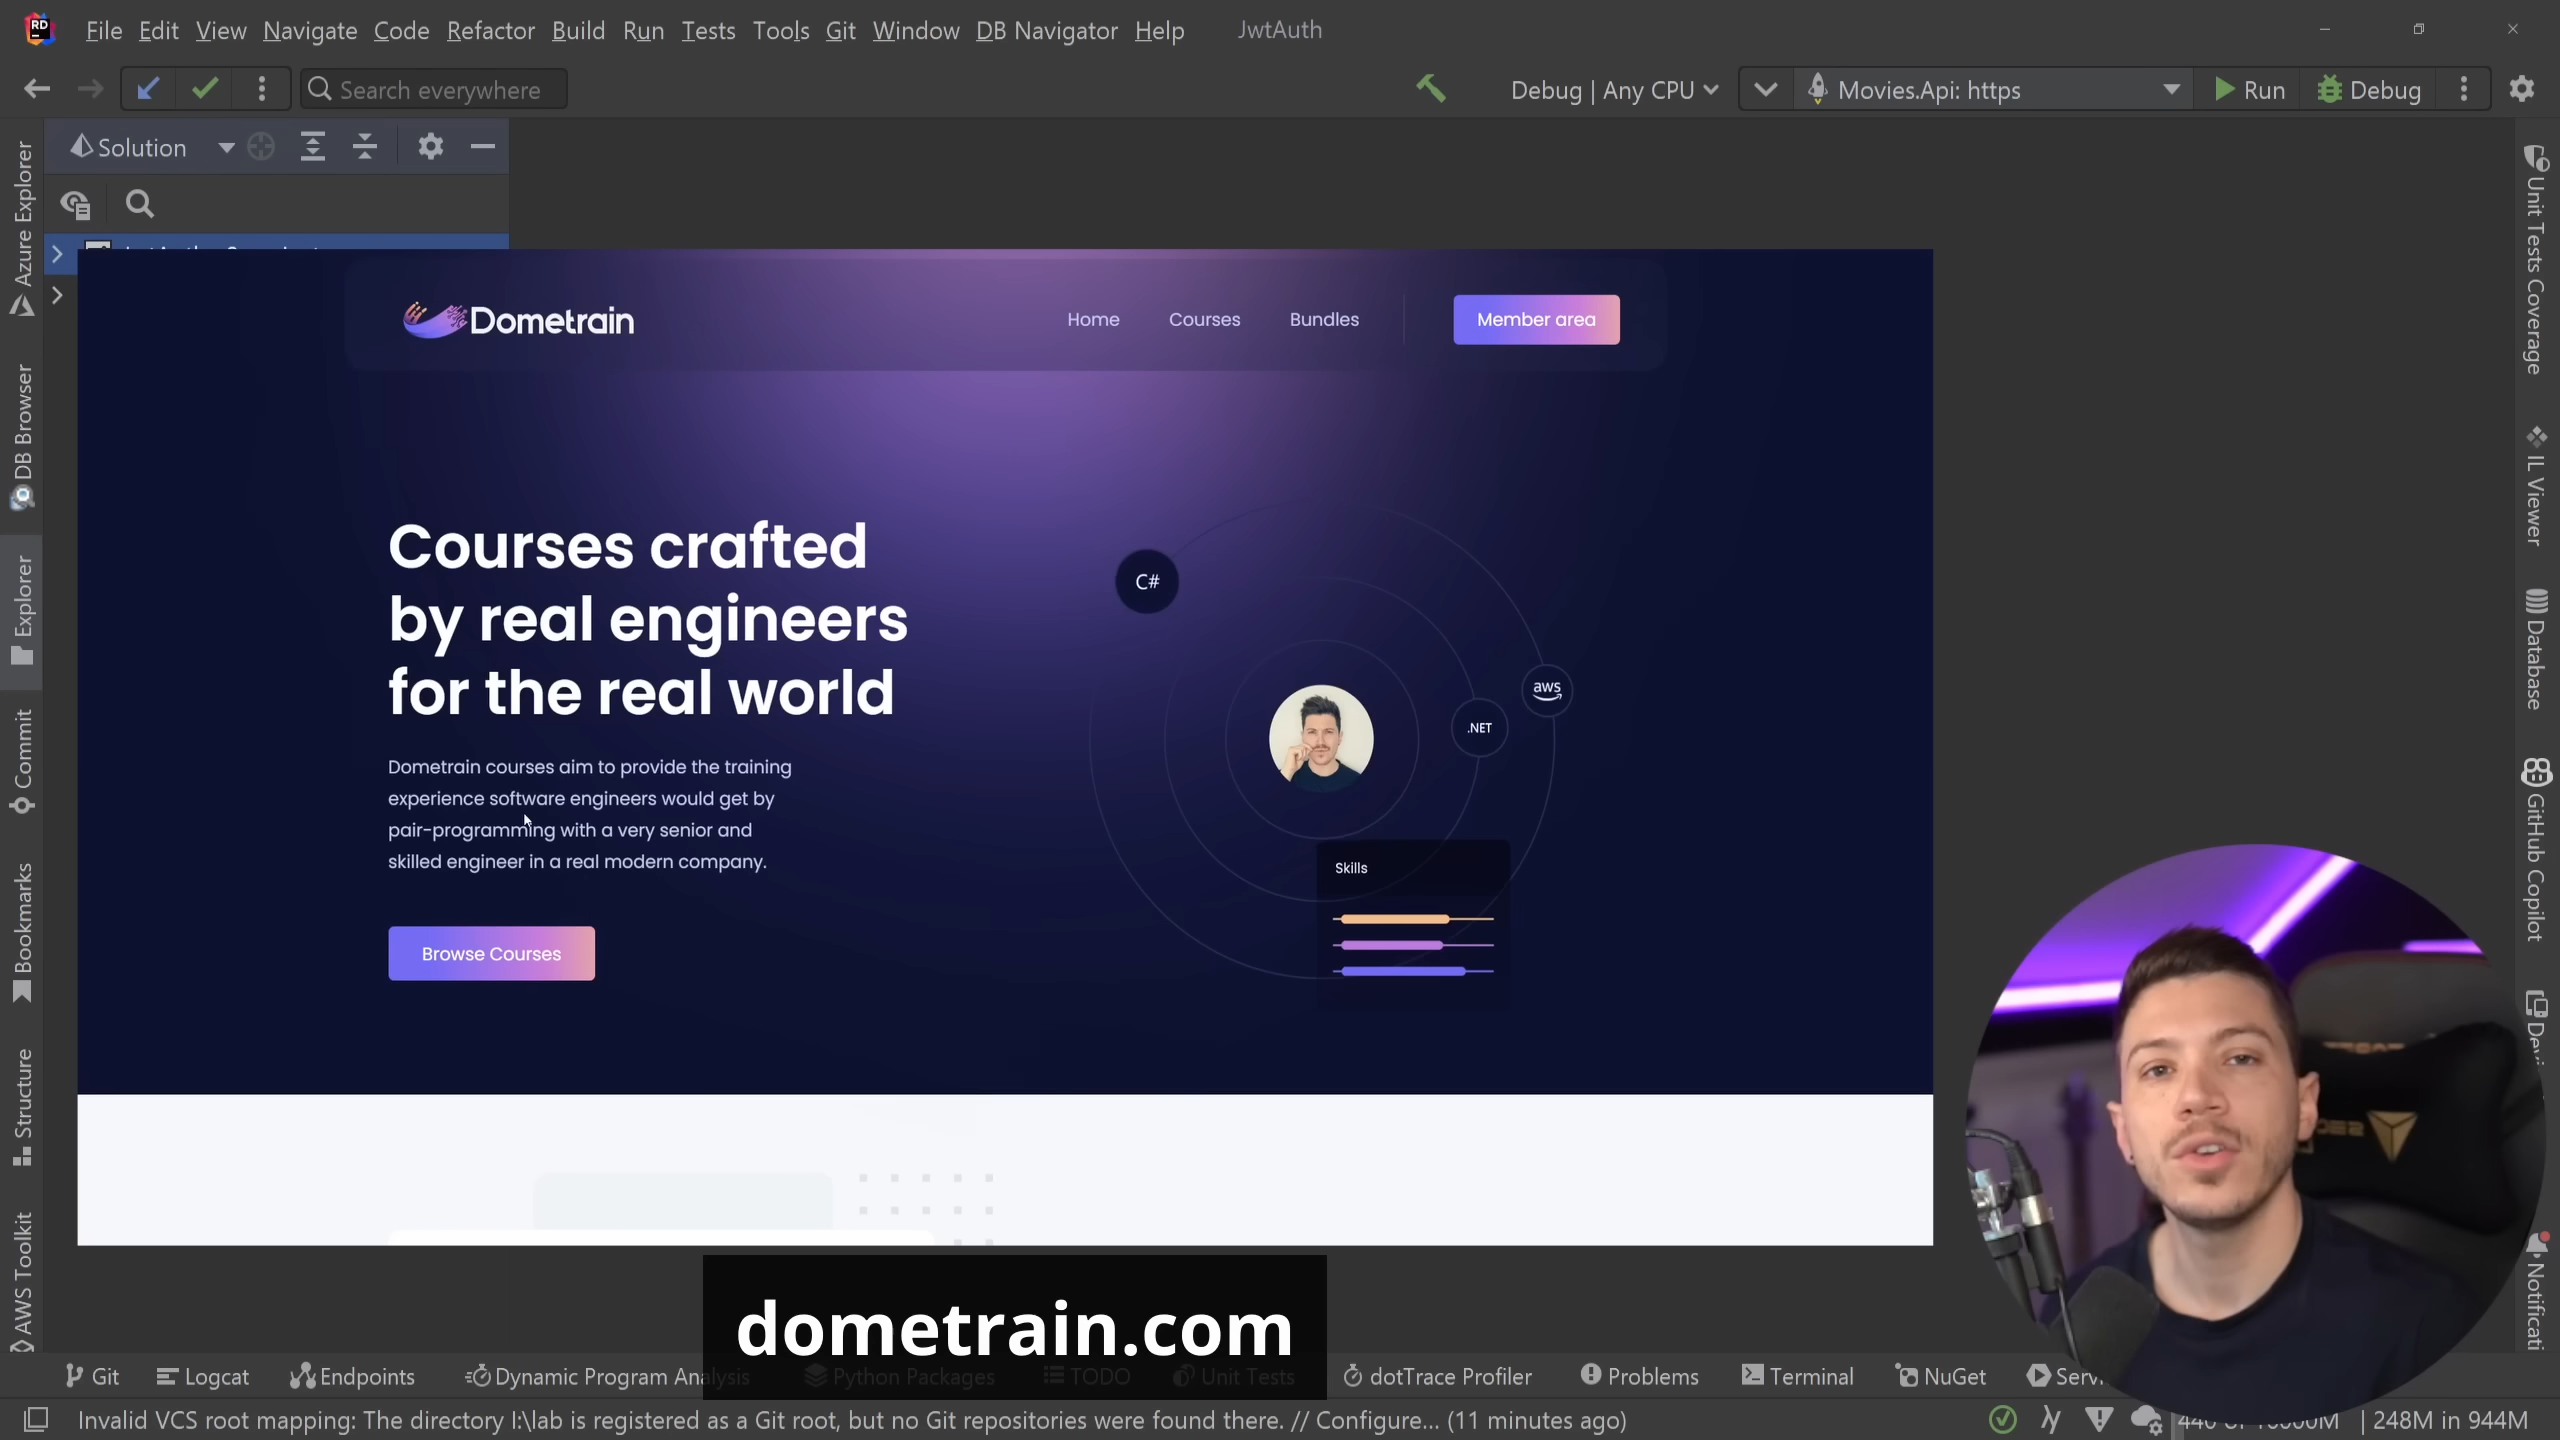 File Edit View Navigate Code Refactor Build Run Tests Tools Git Window DB Navigator Help JwtAuth
Search everywhere
Debug | Any CPU
Movies.Api: https
Run
Debug
Solution
Azure Explorer
DB Browser
Explorer
Commit
Bookmarks
Structure
AWS Toolkit
Dometrain
Home
Courses
Bundles
Member area
Courses crafted
by real engineers
for the real world
Dometrain courses aim to provide the training
experience software engineers would get by
pair-programming with a very senior and
skilled engineer in a real modern company.
Browse Courses
C#
aws
.NET
Skills
Unit Tests Coverage
IL Viewer
Database
GitHub Copilot
dometrain.com
Git
Logcat
Endpoints
Dynamic Program Analysis
Python Packages
TODO
Unit Tests
dotTrace Profiler
Problems
Terminal
NuGet
Invalid VCS root mapping: The directory I:\lab is registered as a Git root, but no Git repositories were found there. // Configure... (11 minutes ago)
248M in 944M